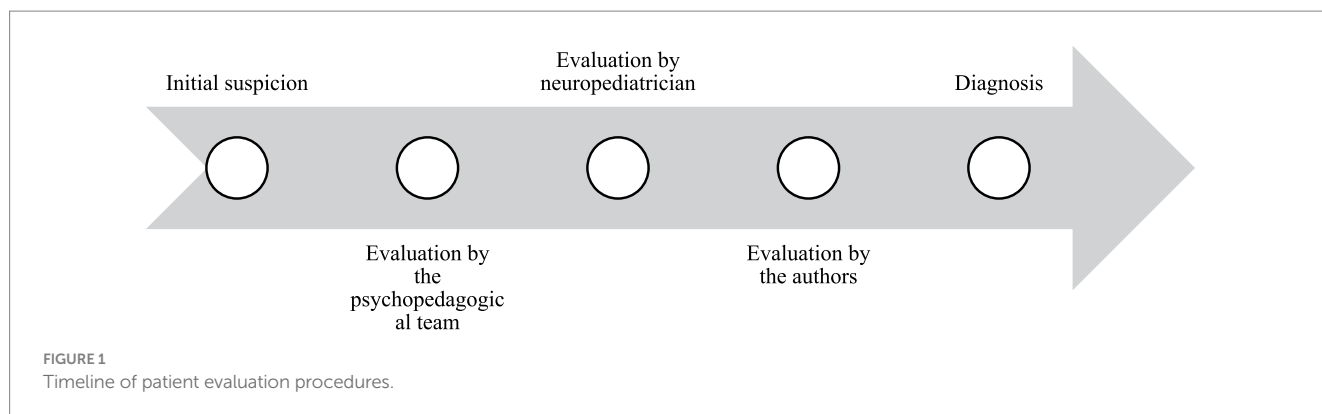 Initial suspicion
Evaluation by
the
psychopedagogic
al team
Evaluation by
neuropediatrician
Evaluation by
the authors
Diagnosis
FIGURE 1
Timeline of patient evaluation procedures.